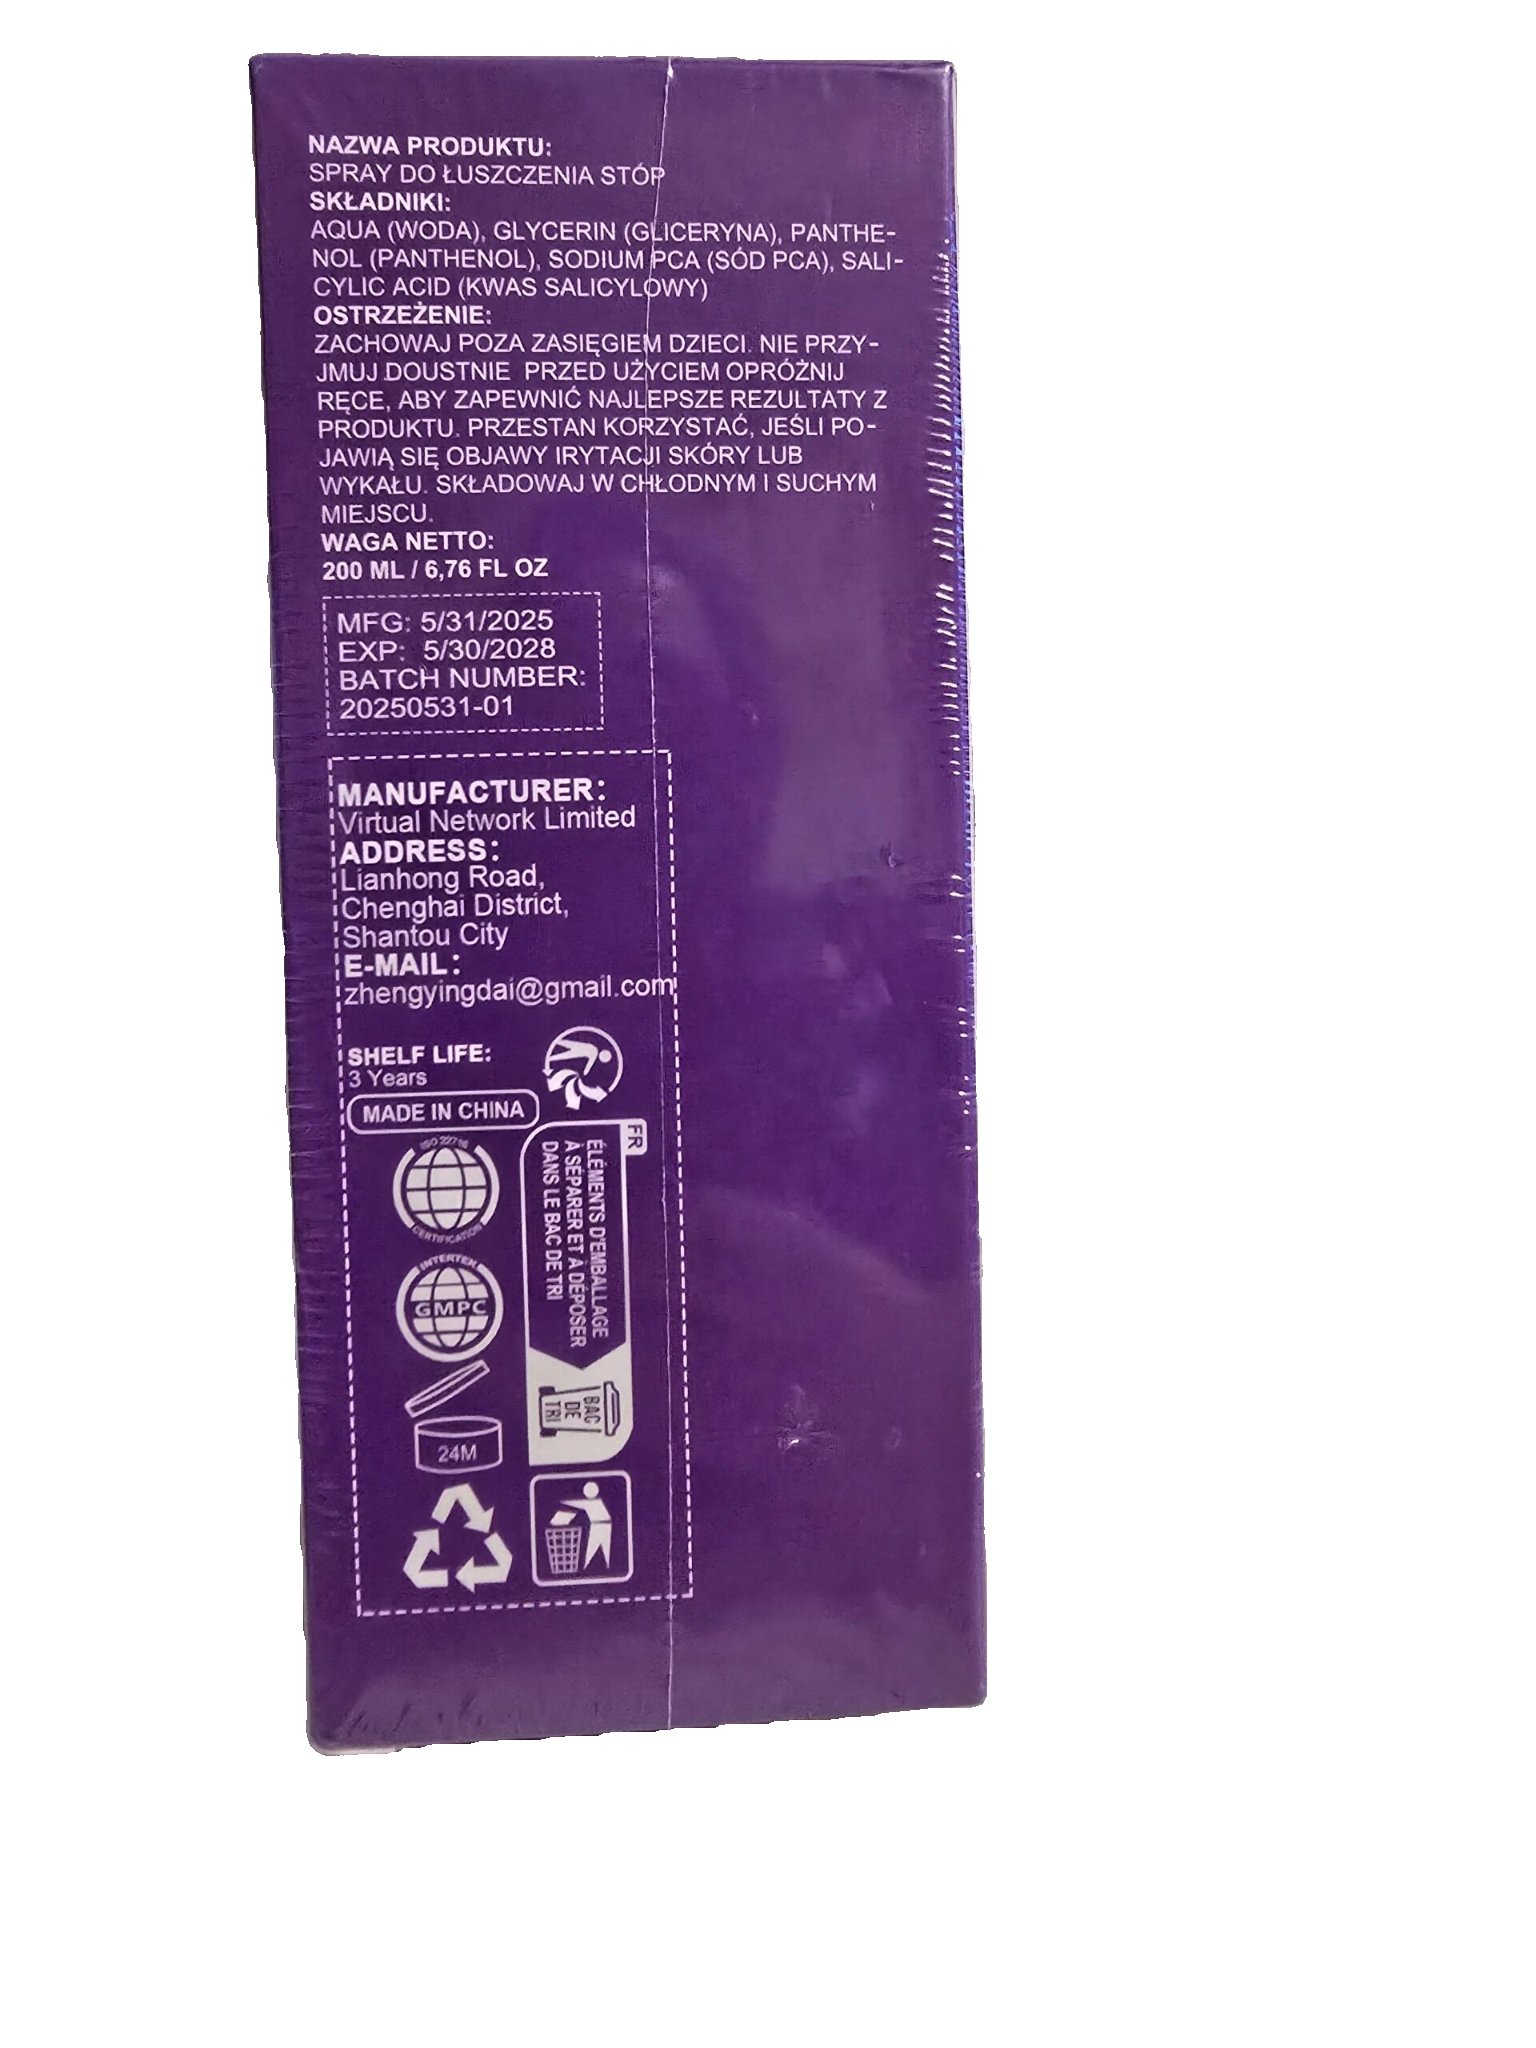 NAZWA PRODUKTU:
SPRAY DO ŁUSZCZENIA STÓP
SKŁADNIKI:
AQUA (WODA), GLYCERIN (GLICERYNA), PANTHE-
NOL (PANTHENOL), SODIUM PCA (SÓD PCA), SALI-
CYLIC ACID (KWAS SALICYLOWY)
OSTRZEŻENIE:
ZACHOWAJ POZA ZASIĘGIEM DZIECI. NIE PRZY-
JMUJ DOUSTNIE  PRZED UŻYCIEM OPRÓŻNIJ
RĘCE, ABY ZAPEWNIĆ NAJLEPSZE REZULTATY Z
PRODUKTU. PRZESTAN KORZYSTAĆ, JEŚLI PO-
JAWIĄ SIĘ OBJAWY IRYTACJI SKÓRY LUB
WYKAŁU. SKŁADOWAJ W CHŁODNYM I SUCHYM
MIEJSCU.
WAGA NETTO:
200 ML / 6,76 FL OZ
MFG: 5/31/2025
EXP: 5/30/2028
BATCH NUMBER:
20250531-01
MANUFACTURER:
Virtual Network Limited
ADDRESS:
Lianhong Road,
Chenghai District,
Shantou City
E-MAIL:
zhengyingdai@gmail.com
SHELF LIFE:
3 Years
MADE IN CHINA
ISO 22716
CERTIFICATION
INTERTEK
GMPC
24M
FR
ÉLÉMENTS D'EMBALLAGE
À SÉPARER ET À DÉPOSER
DANS LE BAC DE TRI
BAC
DE
TRI